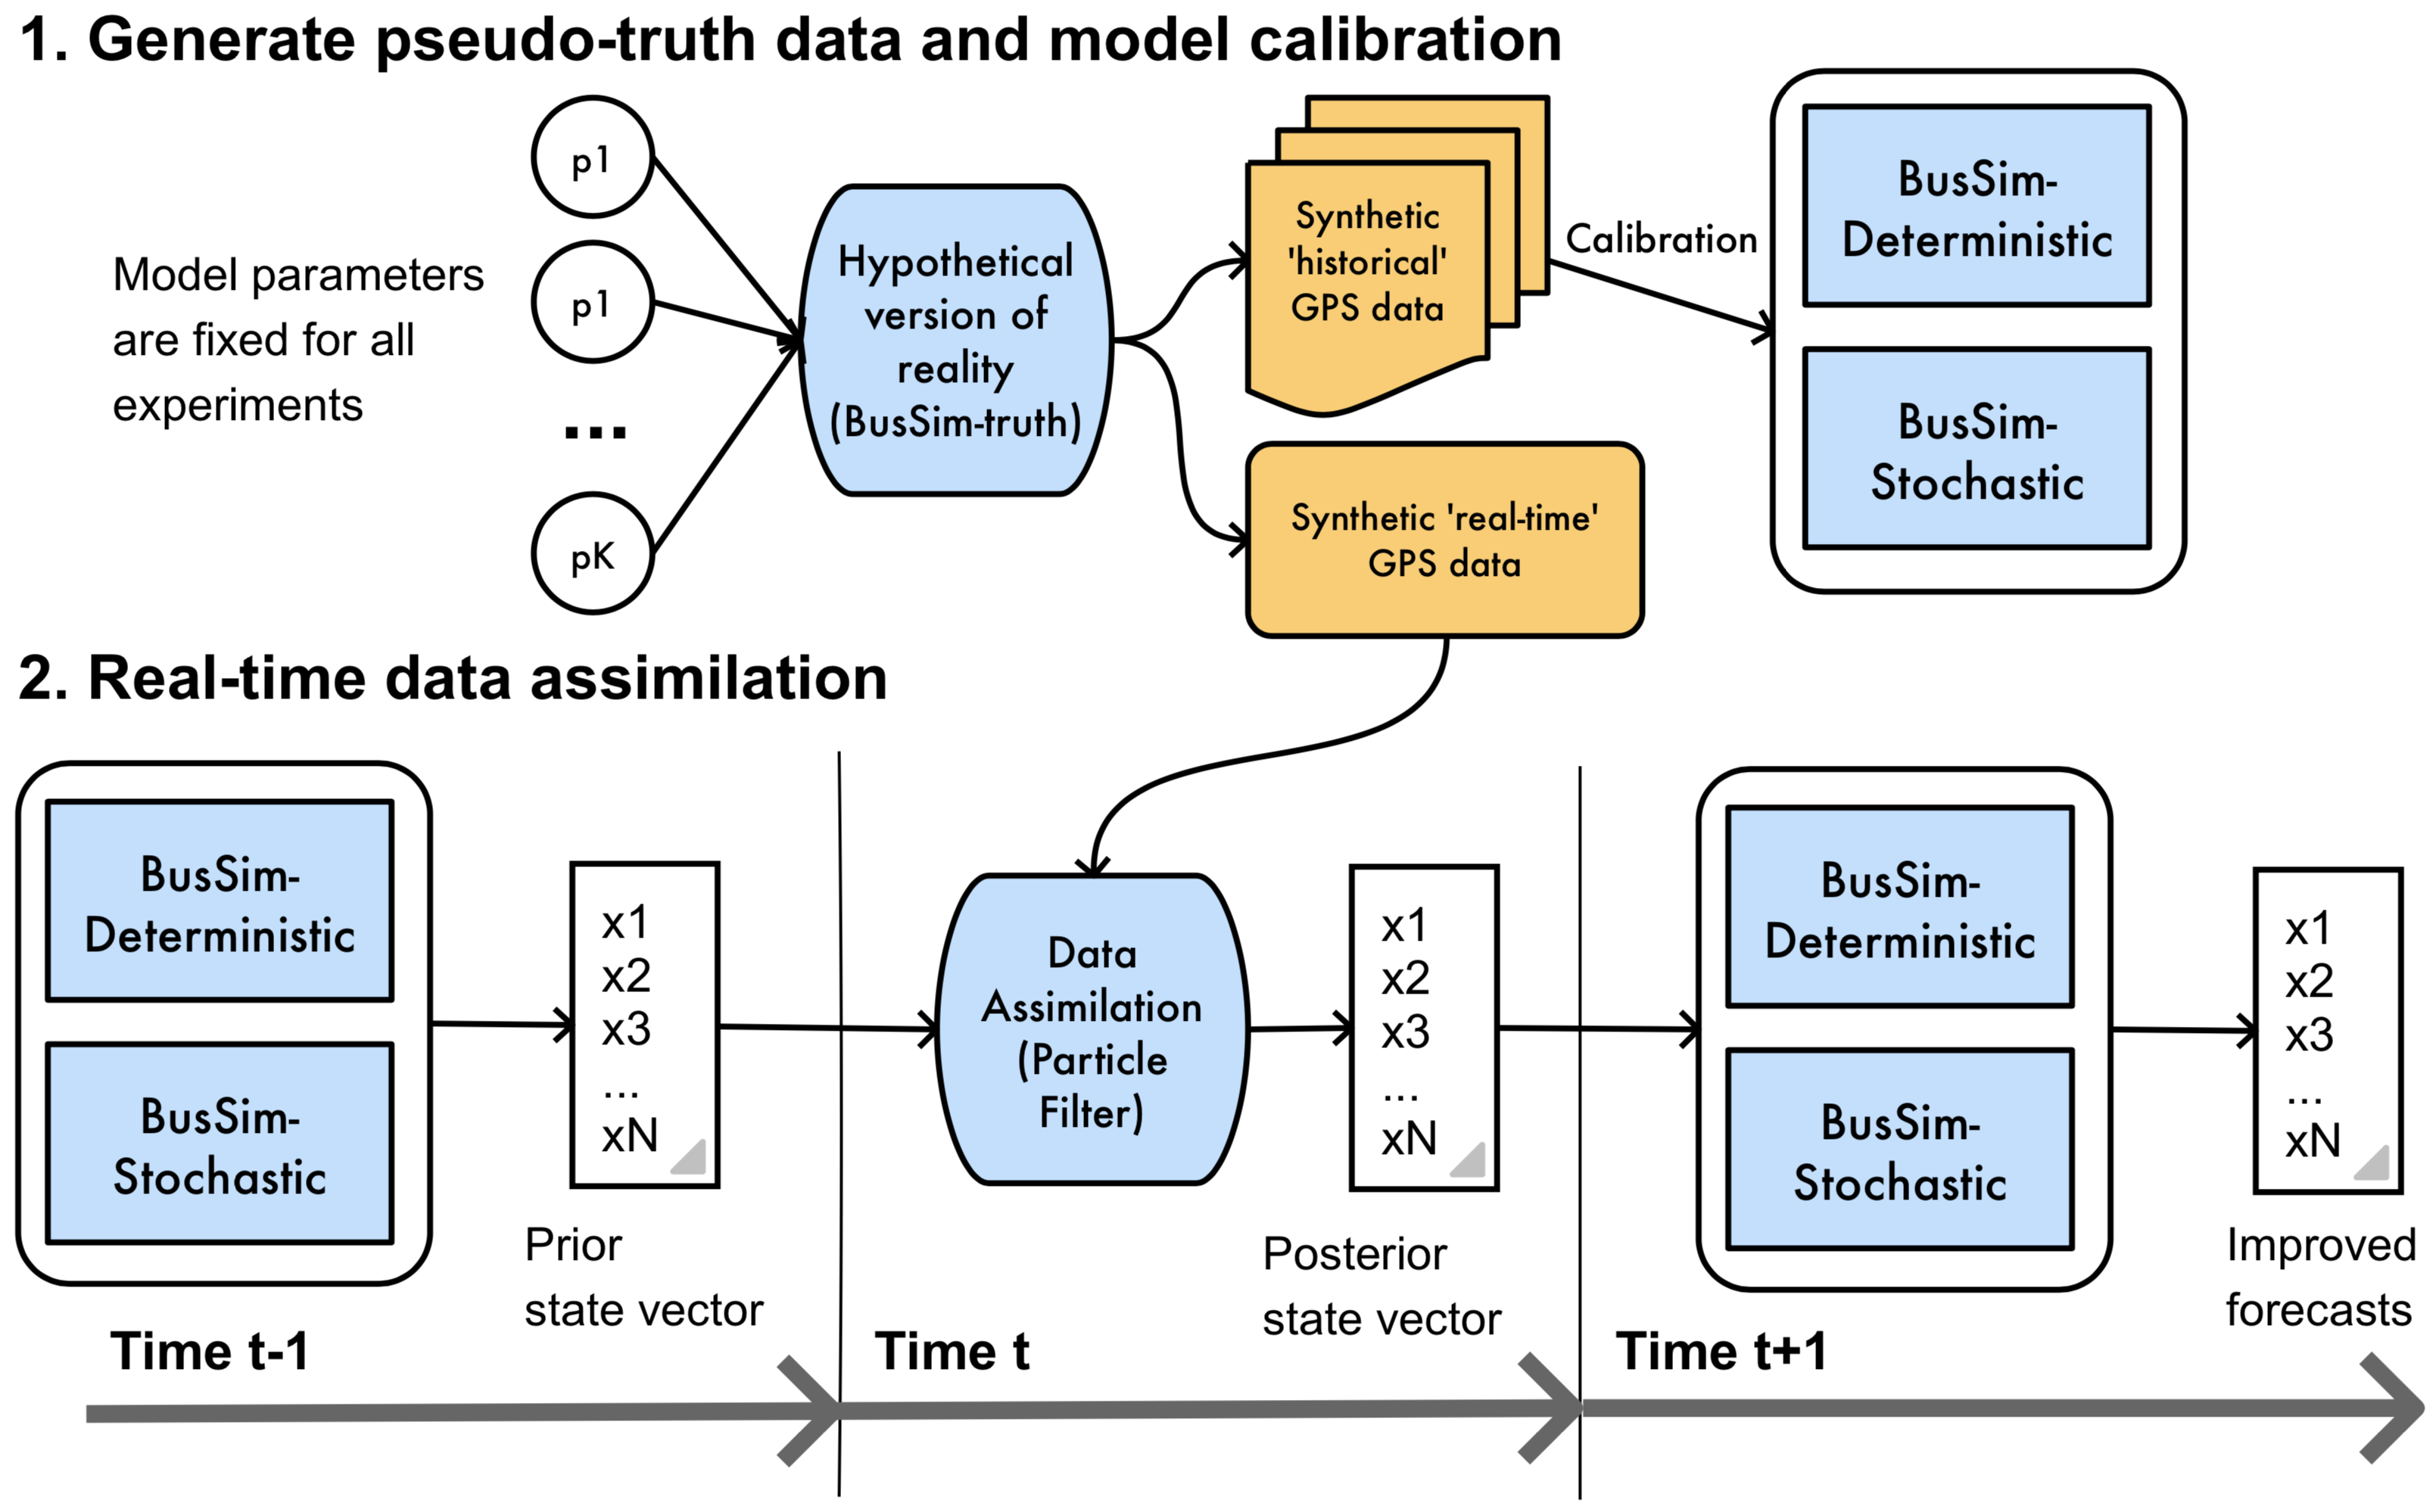 1. Generate pseudo-truth data and model calibration
Model parameters
are fixed for all
experiments
p1
p1
...
pK
Hypothetical
version of
reality
(BusSim-truth)
Synthetic
'historical'
GPS data
Synthetic 'real-time'
GPS data
Calibration
BusSim-
Deterministic
BusSim-
Stochastic
2. Real-time data assimilation
BusSim-
Deterministic
BusSim-
Stochastic
x1
x2
x3
...
xN
Prior
state vector
Time t-1
Data
Assimilation
(Particle
Filter)
x1
x2
x3
...
xN
Posterior
state vector
Time t
BusSim-
Deterministic
BusSim-
Stochastic
x1
x2
x3
...
xN
Improved
forecasts
Time t+1